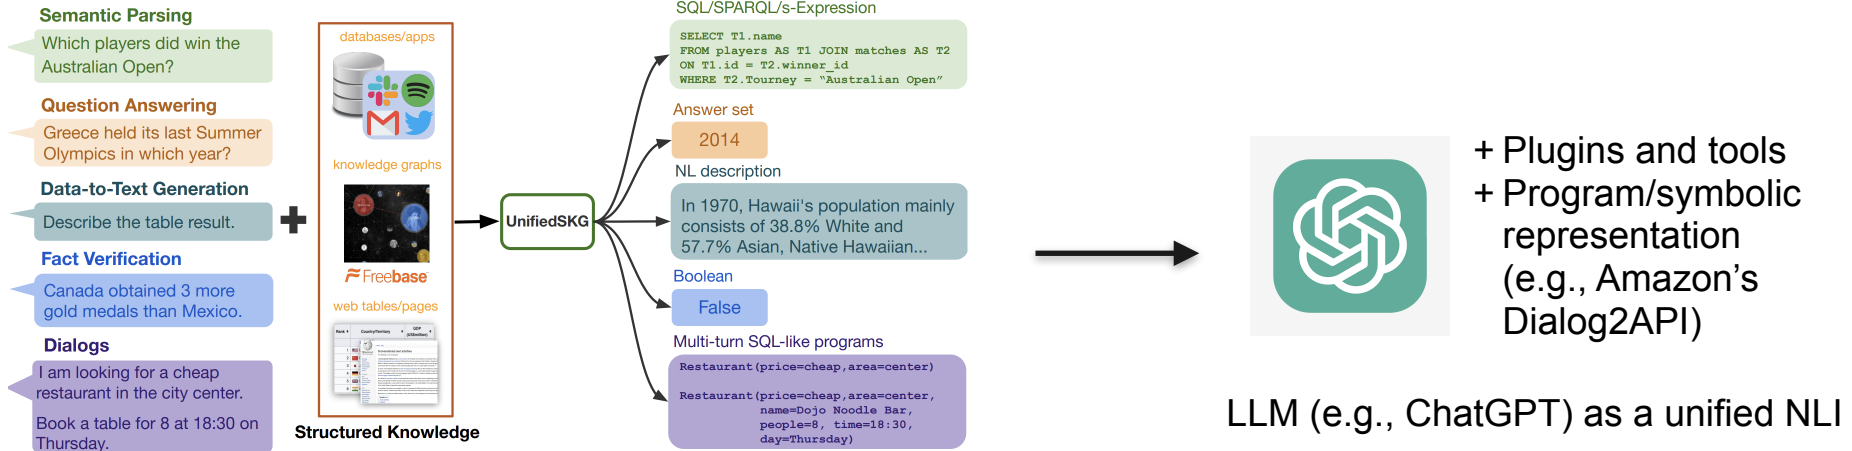 Semantic Parsing
Which players did win the
Australian Open?
Question Answering
Greece held its last Summer
Olympics in which year?
Data-to-Text Generation
Describe the table result.
Fact Verification
Canada obtained 3 more
gold medals than Mexico.
Dialogs
I am looking for a cheap
restaurant in the city center.
Book a table for 8 at 18:30 on
Thursday.
databases/apps
knowledge graphs
Freebase
web tables/pages
Rank
Country/Territory
GDP
(US$million)
Structured Knowledge
UnifiedSKG
SQL/SPARQL/s-Expression
SELECT T1.name
FROM players AS T1 JOIN matches AS T2
ON T1.id = T2.winner_id
WHERE T2.Tourney = “Australian Open”
Answer set
2014
NL description
In 1970, Hawaii's population mainly
consists of 38.8% White and
57.7% Asian, Native Hawaiian...
Boolean
False
Multi-turn SQL-like programs
Restaurant(price=cheap,area=center)
Restaurant(price=cheap,area=center,
name=Dojo Noodle Bar,
people=8, time=18:30,
day=Thursday)
+ Plugins and tools
+ Program/symbolic
representation
(e.g., Amazon’s
Dialog2API)
LLM (e.g., ChatGPT) as a unified NLI